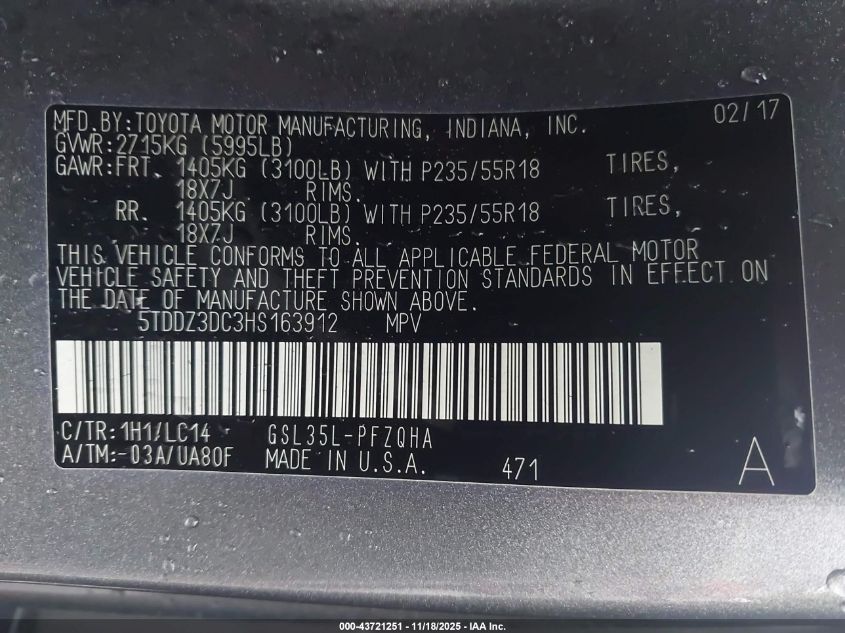 MFD.BY:TOYOTA MOTOR MANUFACTURING, INDIANA, INC. 02/17
GVWR:2715KG (5995LB)
GAWR:FRT. 1405KG (3100LB) WITH P235/55R18 TIRES,
18X7J RIMS.
RR. 1405KG (3100LB) WITH P235/55R18 TIRES,
18X7J RIMS.
THIS VEHICLE CONFORMS TO ALL APPLICABLE FEDERAL MOTOR
VEHICLE SAFETY AND THEFT PREVENTION STANDARDS IN EFFECT ON
THE DATE OF MANUFACTURE SHOWN ABOVE.
5TDDZ3DC3HS163912 MPV
C/TR:1H1/LC14 GSL35L-PFZQHA
A/TM:-03A/UA80F MADE IN U.S.A. 471 A
000-43721251 - 11/18/2025 - IAA Inc.